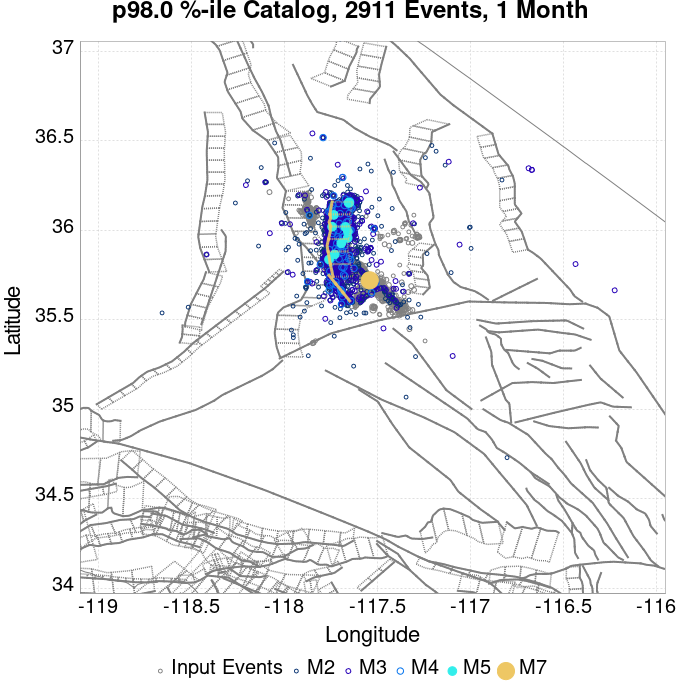 p98.0 %-ile Catalog, 2911 Events, 1 Month
37
36.5
36
35.5
35
34.5
34
Latitude
-119 -118.5 -118 -117.5 -117 -116.5 -116
Longitude
Input Events M2 M3 M4 M5 M7